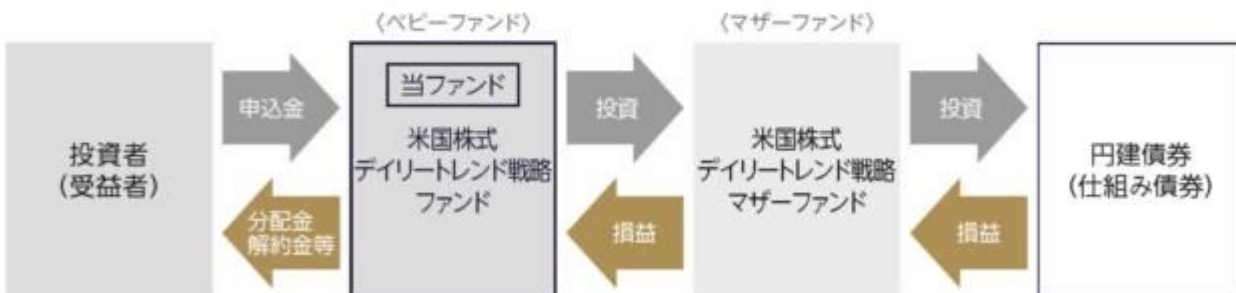 〈ベビーファンド〉
〈マザーファンド〉
投資者
(受益者)
申込金
分配金
解約金等
当ファンド
米国株式
デイリートレンド戦略
ファンド
投資
損益
米国株式
デイリートレンド戦略
マザーファンド
投資
損益
円建債券
(仕組み債券)